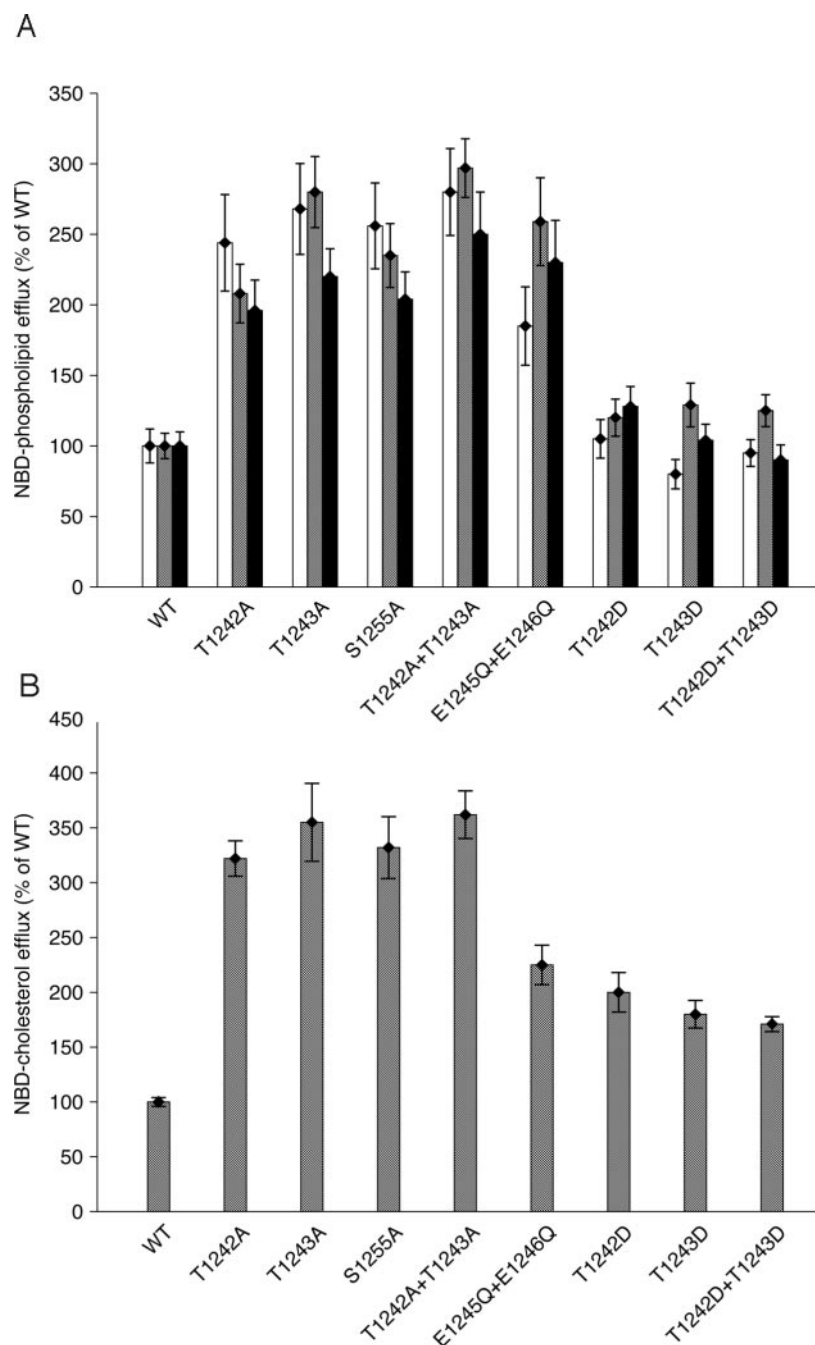 A
NBD-phospholipid efflux (% of WT)
350
300
250
200
150
100
50
0
WT
T1242A
T1243A
S1255A
T1242A+T1243A
E1245Q+E1246Q
T1242D
T1243D
T1242D+T1243D
B
NBD-cholesterol efflux (% of WT)
450
400
350
300
250
200
150
100
50
0
WT
T1242A
T1243A
S1255A
T1242A+T1243A
E1245Q+E1246Q
T1242D
T1243D
T1242D+T1243D